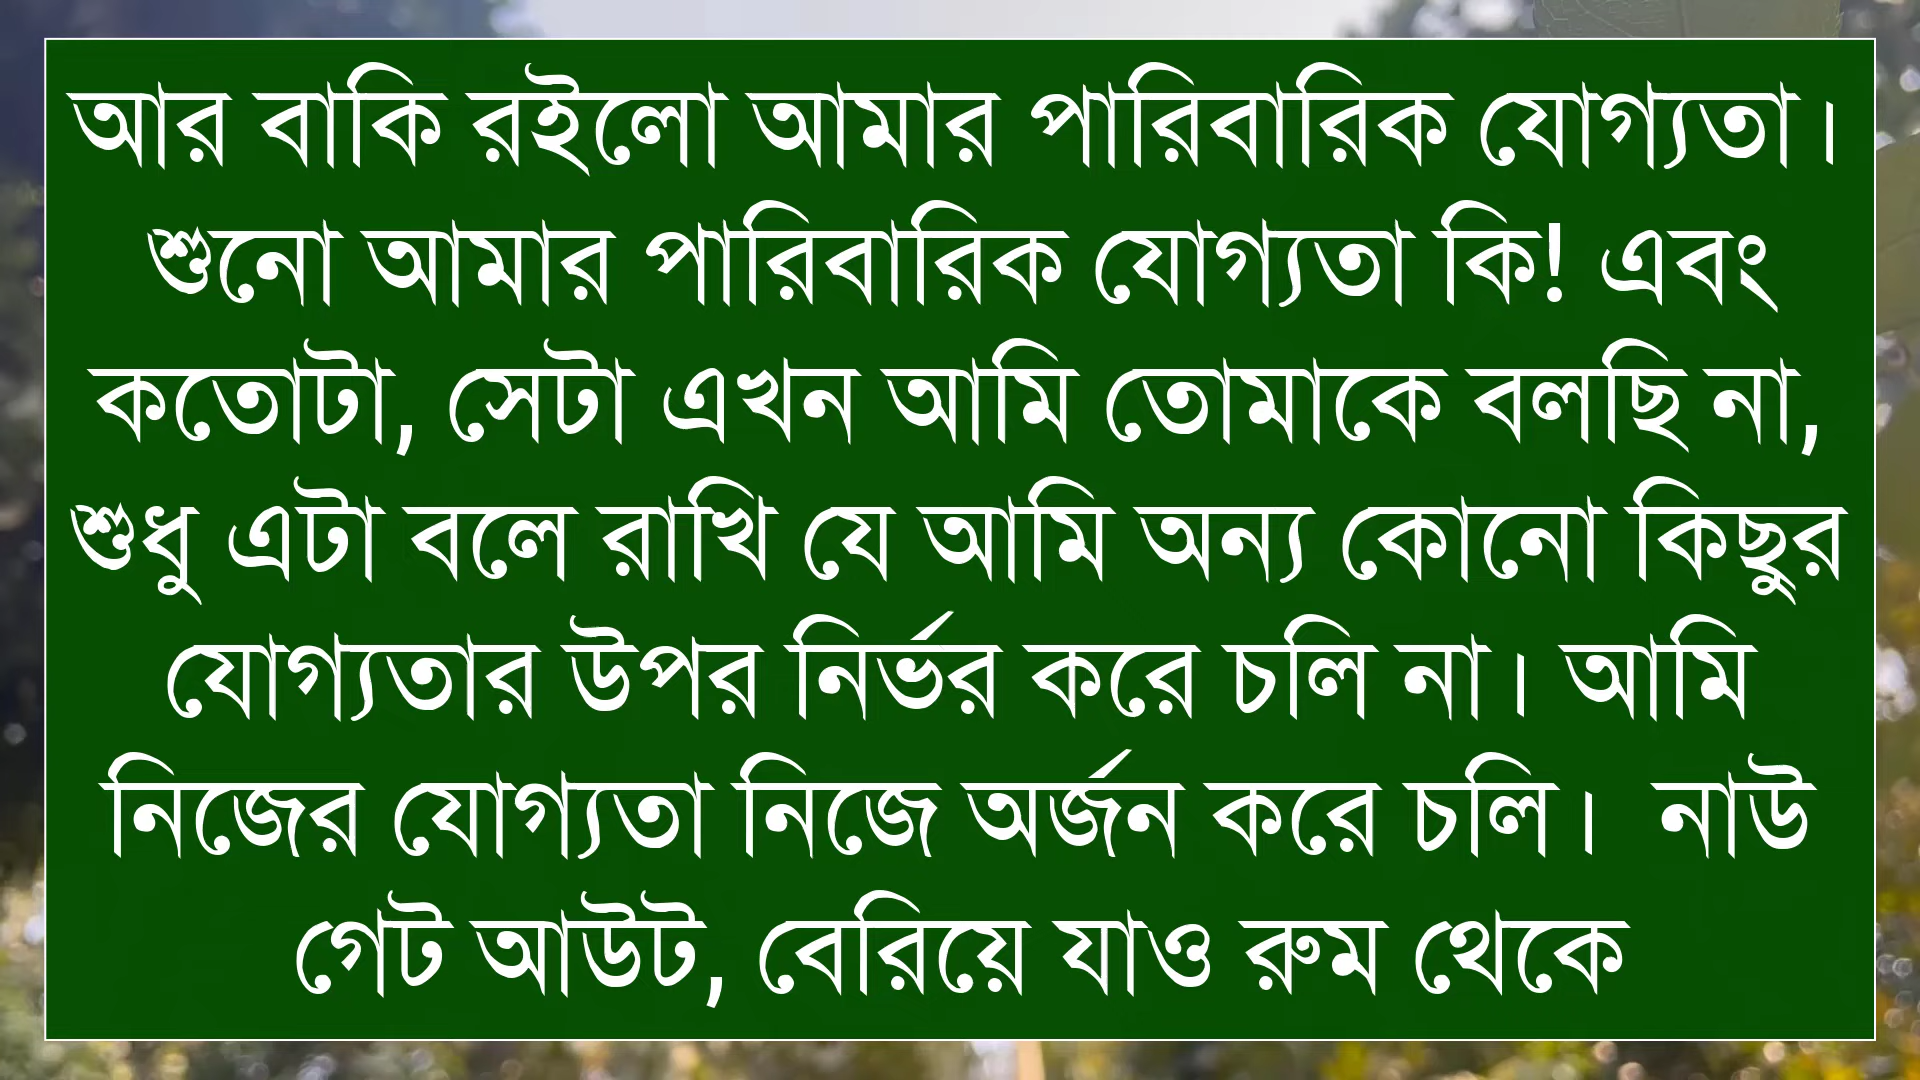 আর বাকি রইলো আমার পারিবারিক যোগ্যতা।
শুনো আমার পারিবারিক যোগ্যতা কি! এবং
কতোটা, সেটা এখন আমি তোমাকে বলছি না,
শুধু এটা বলে রাখি যে আমি অন্য কোনো কিছুর
যোগ্যতার উপর নির্ভর করে চলি না। আমি
নিজের যোগ্যতা নিজে অর্জন করে চলি।  নাউ
গেট আউট, বেরিয়ে যাও রুম থেকে